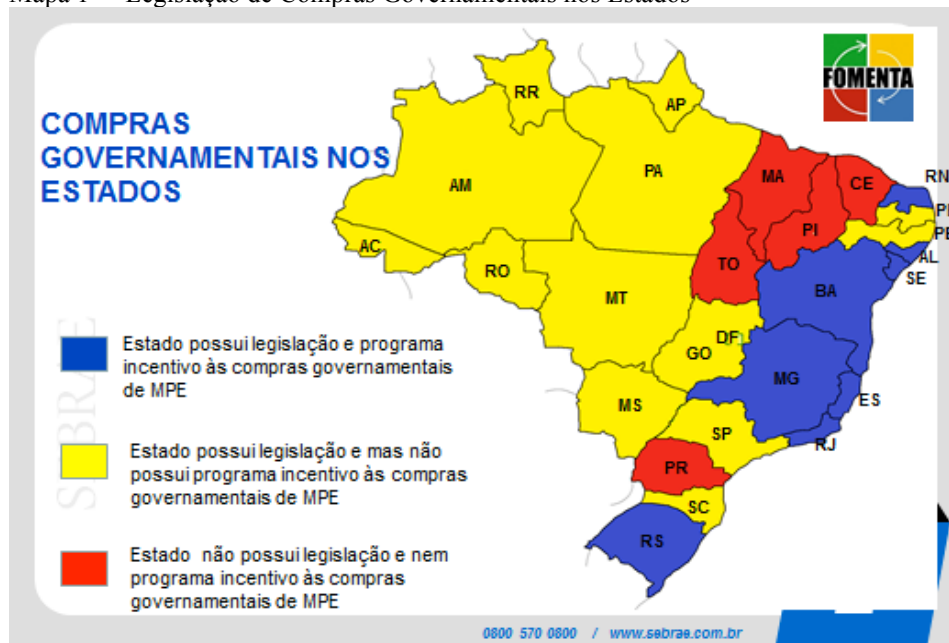 Mapa 1 — Legislação de Compras Governamentais nos Estados
FOMENTA
COMPRAS
GOVERNAMENTAIS NOS
ESTADOS
RR
AP
AM
PA
MA
CE
RN
PI
PE
AC
RO
TO
AL
SE
MT
BA
DF
GO
MG
MS
ES
SP
RJ
PR
SC
RS
SEBRAE
Estado possui legislação e programa
incentivo às compras governamentais
de MPE
Estado possui legislação e mas não
possui programa incentivo às compras
governamentais de MPE
Estado não possui legislação e nem
programa incentivo às compras
governamentais de MPE
0800 570 0800 / www.sebrae.com.br